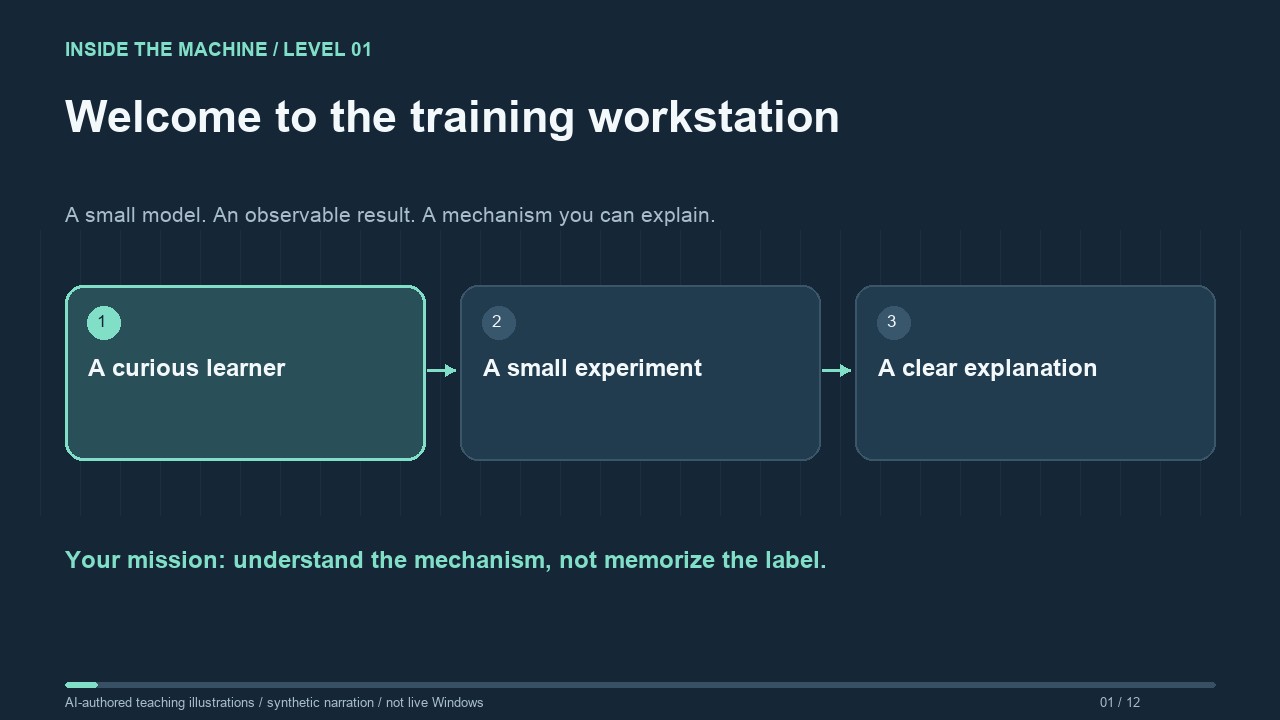 INSIDE THE MACHINE / LEVEL 01
Welcome to the training workstation
A small model. An observable result. A mechanism you can explain.
1
A curious learner
2
A small experiment
3
A clear explanation
Your mission: understand the mechanism, not memorize the label.
AI-authored teaching illustrations / synthetic narration / not live Windows
01 / 12